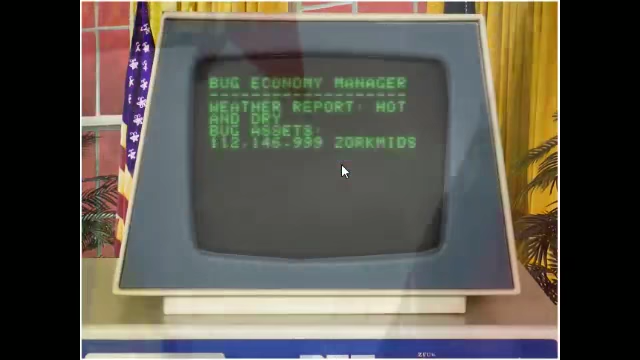 BUG ECONOMY MANAGER
--------------------
WEATHER REPORT: HOT
AND DRY
BUG ASSETS:
112,146-999 ZORKMIDS